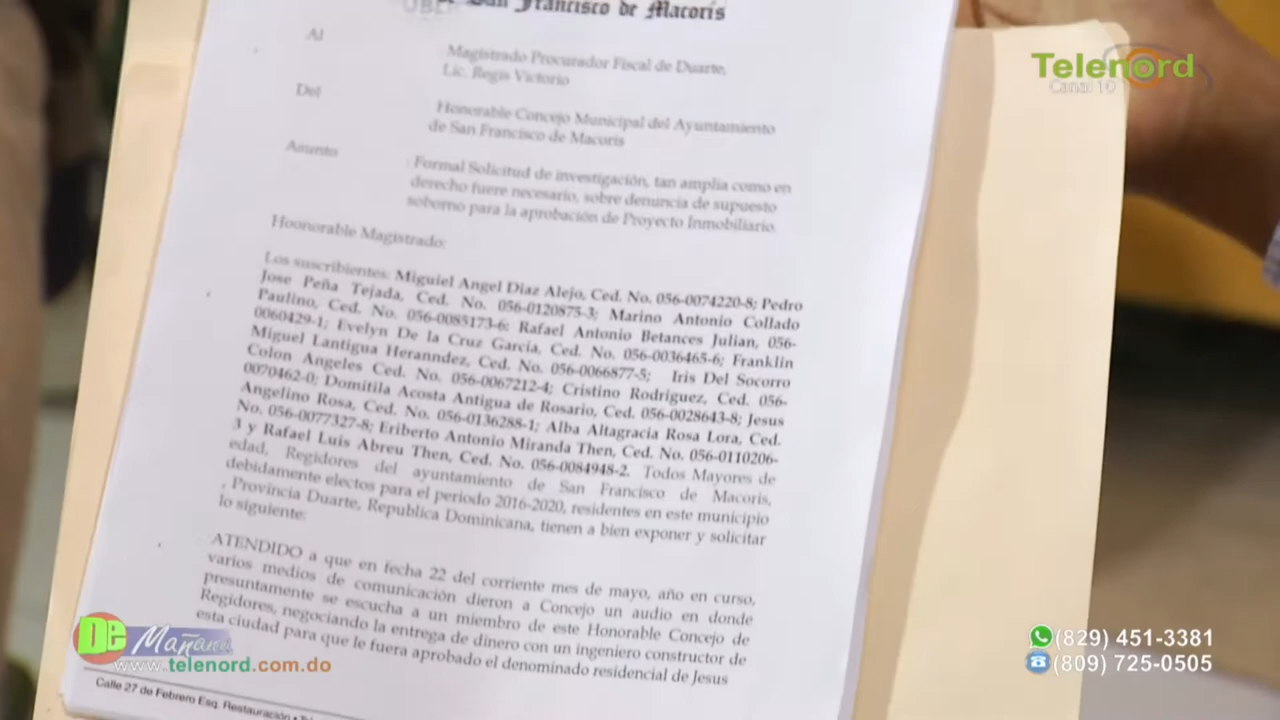 San Francisco de Macorís
Al
Magistrado Procurador Fiscal de Duarte,
Lic. Regis Victorio
Del
Honorable Concejo Municipal del Ayuntamiento
de San Francisco de Macorís
Asunto
: Formal Solicitud de investigación, tan amplia como en
derecho fuere necesario, sobre denuncia de supuesto
soborno para la aprobación de Proyecto Inmobiliario.
Hoonorable Magistrado:
Los suscribientes: Miguiel Angel Diaz Alejo, Ced. No. 056-0074220-8; Pedro
Jose Peña Tejada, Ced. No. 056-0120875-3; Marino Antonio Collado
Paulino, Ced. No. 056-0085173-6; Rafael Antonio Betances Julian, 056-
0060429-1; Evelyn De la Cruz Garcia, Ced. No. 056-0036465-6; Franklin
Miguel Lantigua Heranndez, Ced. No. 056-0066877-5; Iris Del Socorro
Colon Angeles Ced. No. 056-0067212-4; Cristino Rodriguez, Ced. 056-
0070462-0; Domitila Acosta Antigua de Rosario, Ced. 056-0028643-8; Jesus
Angelino Rosa, Ced. No. 056-0136288-1; Alba Altagracia Rosa Lora, Ced.
No. 056-0077327-8; Eriberto Antonio Miranda Then, Ced. No. 056-0110206-
3 y Rafael Luis Abreu Then, Ced. No. 056-0084948-2. Todos Mayores de
edad, Regidores del ayuntamiento de San Francisco de Macoris,
debidamente electos para el periodo 2016-2020, residentes en este municipio
, Provincia Duarte, Republica Dominicana, tienen a bien exponer y solicitar
lo siguiente:
ATENDIDO a que en fecha 22 del corriente mes de mayo, año en curso,
varios medios de comunicación dieron a Concejo un audio en donde
presuntamente se escucha a un miembro de este Honorable Concejo de
Regidores, negociando la entrega de dinero con un ingeniero constructor de
esta ciudad para que le fuera aprobado el denominado residencial de Jesus
Calle 27 de Febrero Esq. Restauración •
Telenord
Canal 10
De Mañana
www.telenord.com.do
(829) 451-3381
(809) 725-0505